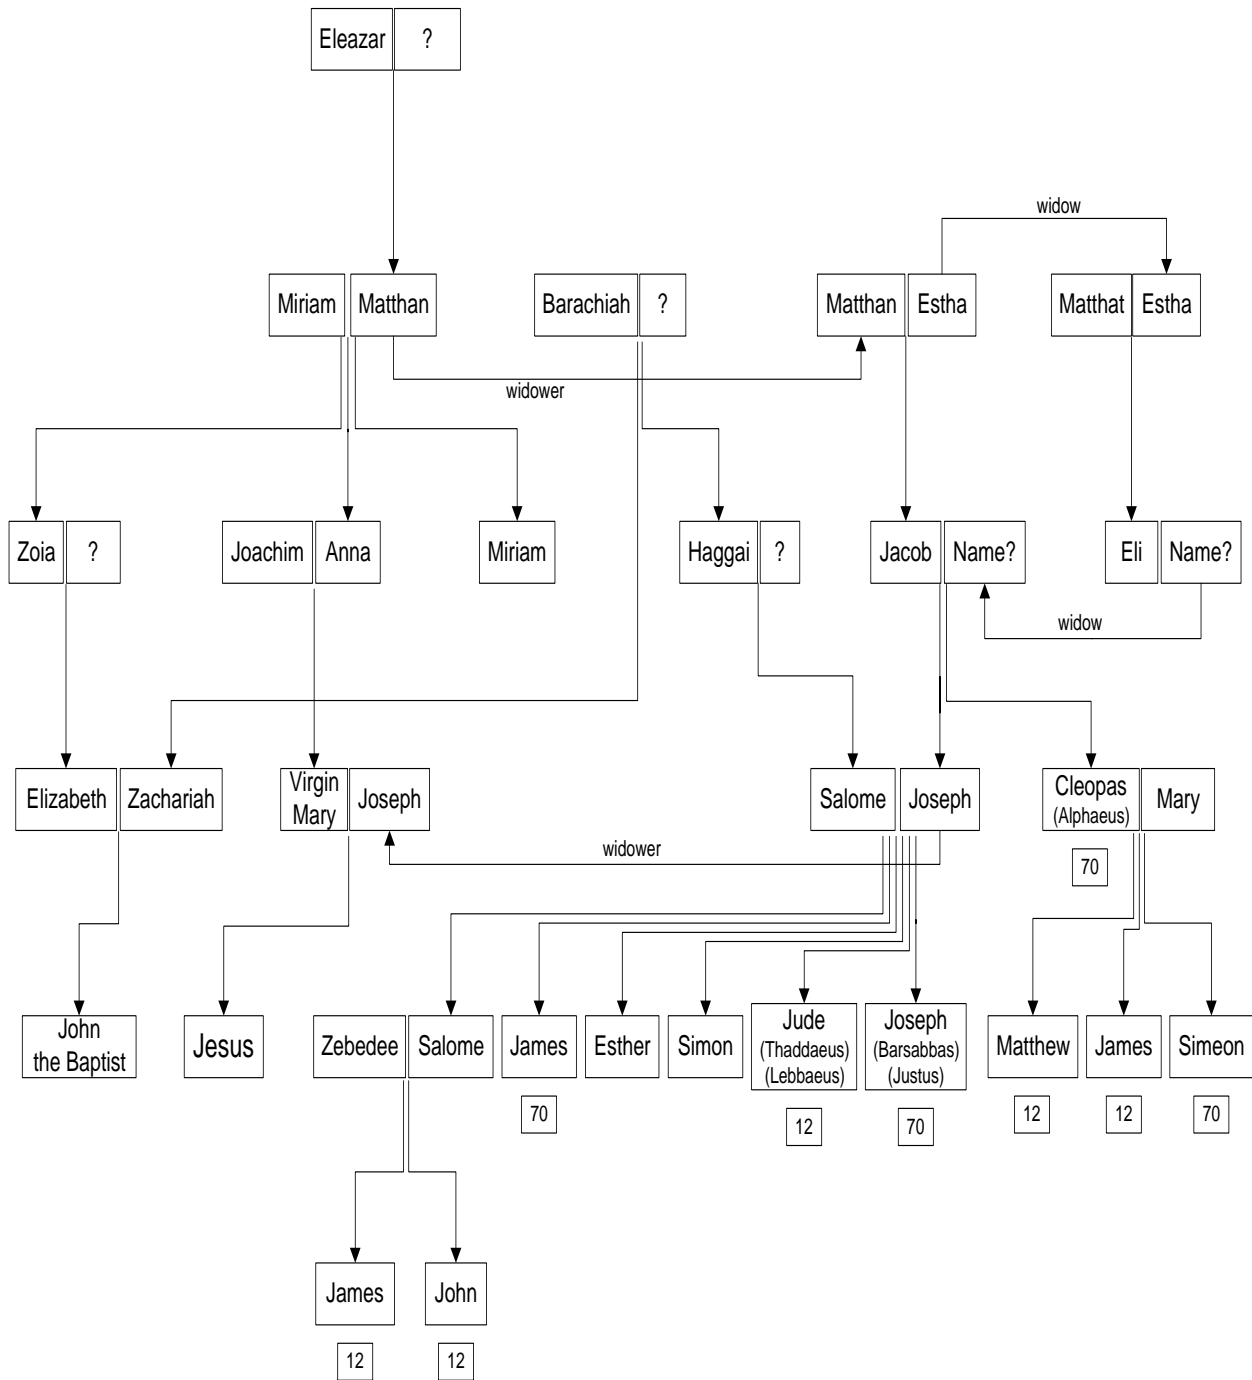 Eleazar ?
widow
Miriam Matthan Barachiah ? Matthan Estha Matthat Estha
widower
Zoia ? Joachim Anna Miriam Haggai ? Jacob Name? Eli Name?
widow
Elizabeth Zachariah Virgin Mary Joseph Salome Joseph Cleopas (Alphaeus) Mary
widower
70
John the Baptist Jesus Zebedee Salome James Esther Simon Jude (Thaddaeus) (Lebbaeus) Joseph (Barsabbas) (Justus) Matthew James Simeon
70 12 70 12 12 70
James John
12 12